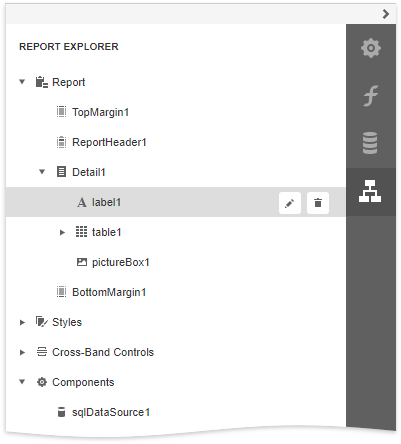 REPORT EXPLORER
Report
TopMargin1
ReportHeader1
Detail1
label1
table1
pictureBox1
BottomMargin1
Styles
Cross-Band Controls
Components
sqlDataSource1